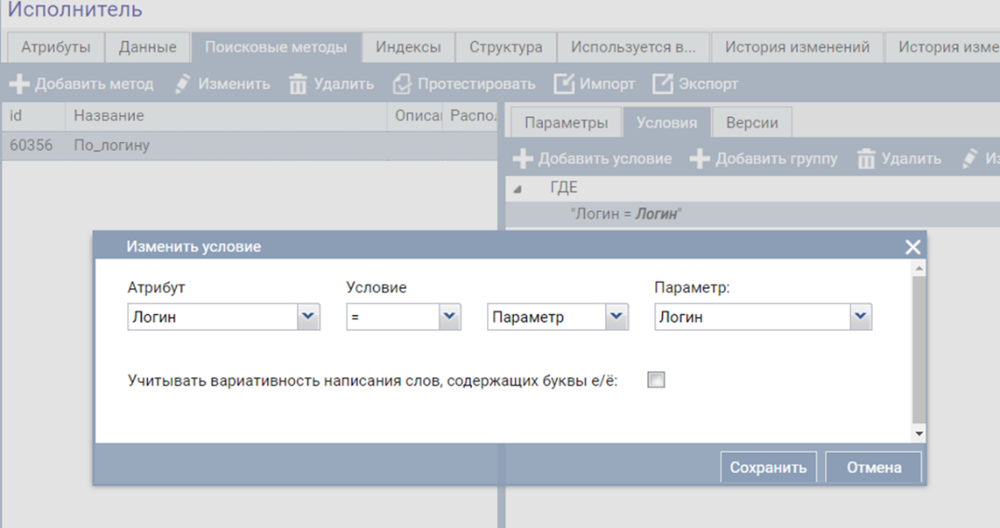 Исполнитель
Атрибуты Данные Поисковые методы Индексы Структура Используется в... История изменений История изме
Добавить метод Изменить Удалить Протестировать Импорт Экспорт
id Название Описа Распол
Параметры Условия Версии
60356 По_логину
Добавить условие Добавить группу Удалить Из
ГДЕ
"Логин = Логин"
Изменить условие
Атрибут Условие Параметр:
Логин = Параметр Логин
Учитывать вариативность написания слов, содержащих буквы е/ё:
Сохранить Отмена